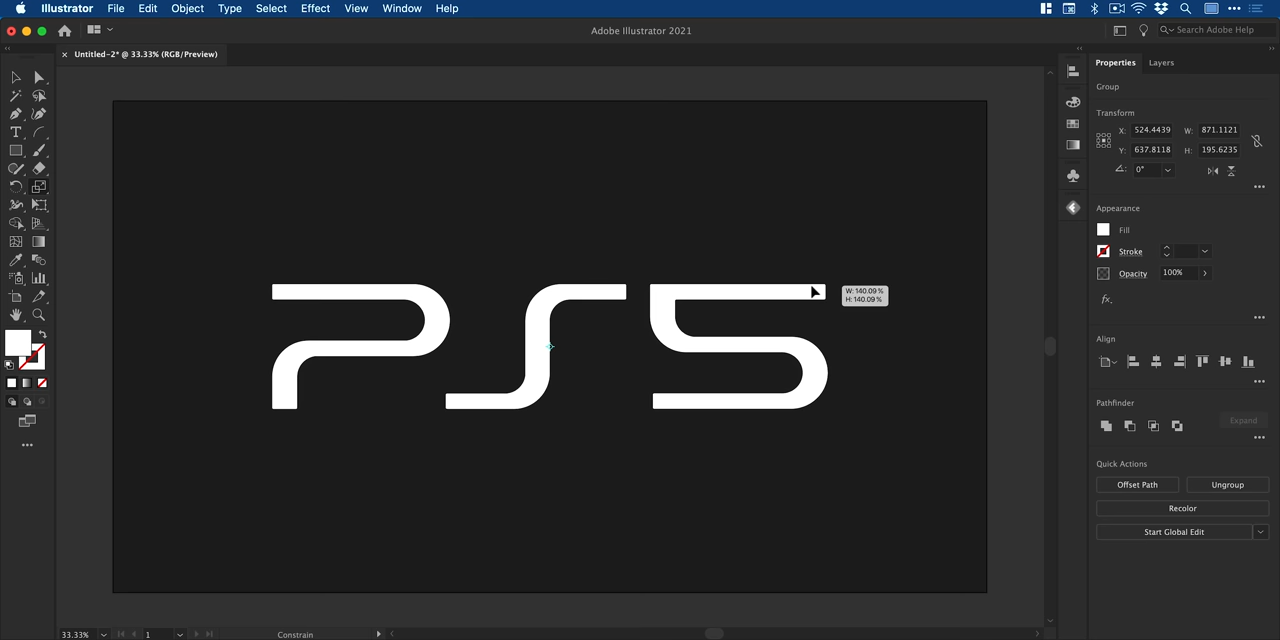 Illustrator File Edit Object Type Select Effect View Window Help
Adobe Illustrator 2021
Search Adobe Help
× Untitled-2* @ 33.33% (RGB/Preview)
Properties Layers
Group
Transform
X: 524.4439 W: 871.1121
Y: 637.8118 H: 195.6235
0°
Appearance
Fill
Stroke
Opacity 100%
fx.
PS5
W: 140.09 %
H: 140.09 %
Align
Pathfinder
Expand
Quick Actions
Offset Path Ungroup
Recolor
Start Global Edit
33.33% 1 Constrain